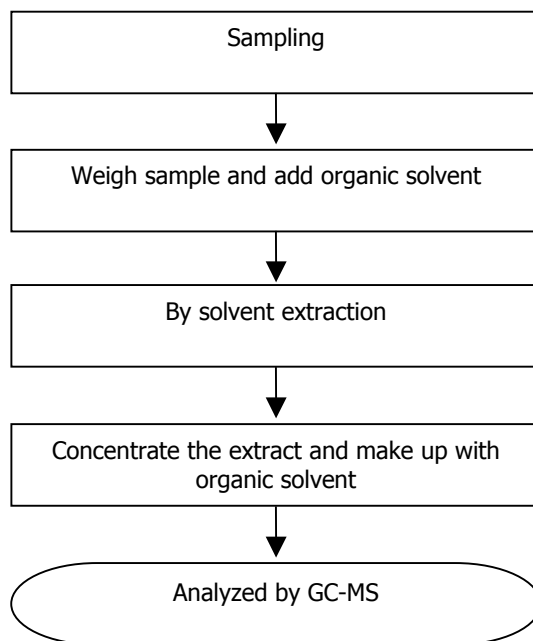 Sampling
Weigh sample and add organic solvent
By solvent extraction
Concentrate the extract and make up with
organic solvent
Analyzed by GC-MS